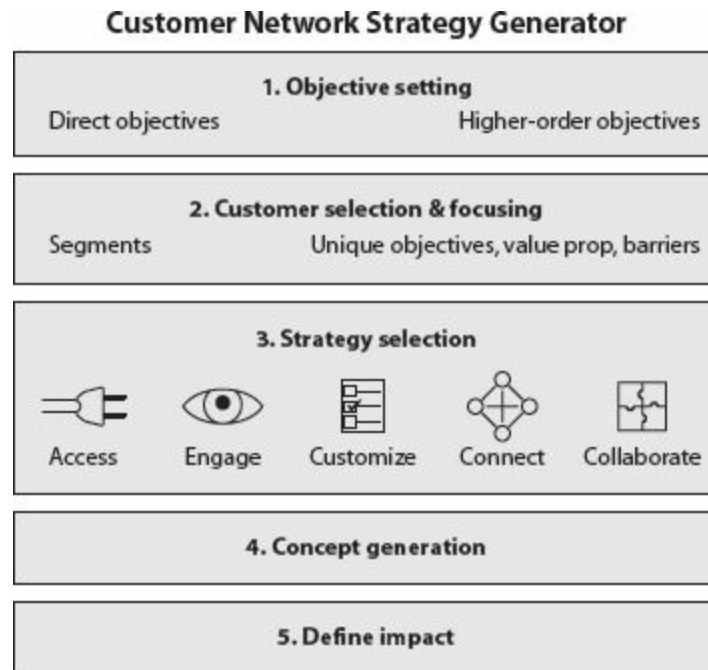 Customer Network Strategy Generator
1. Objective setting
Direct objectives Higher-order objectives
2. Customer selection & focusing
Segments Unique objectives, value prop, barriers
3. Strategy selection
Access Engage Customize Connect Collaborate
4. Concept generation
5. Define impact